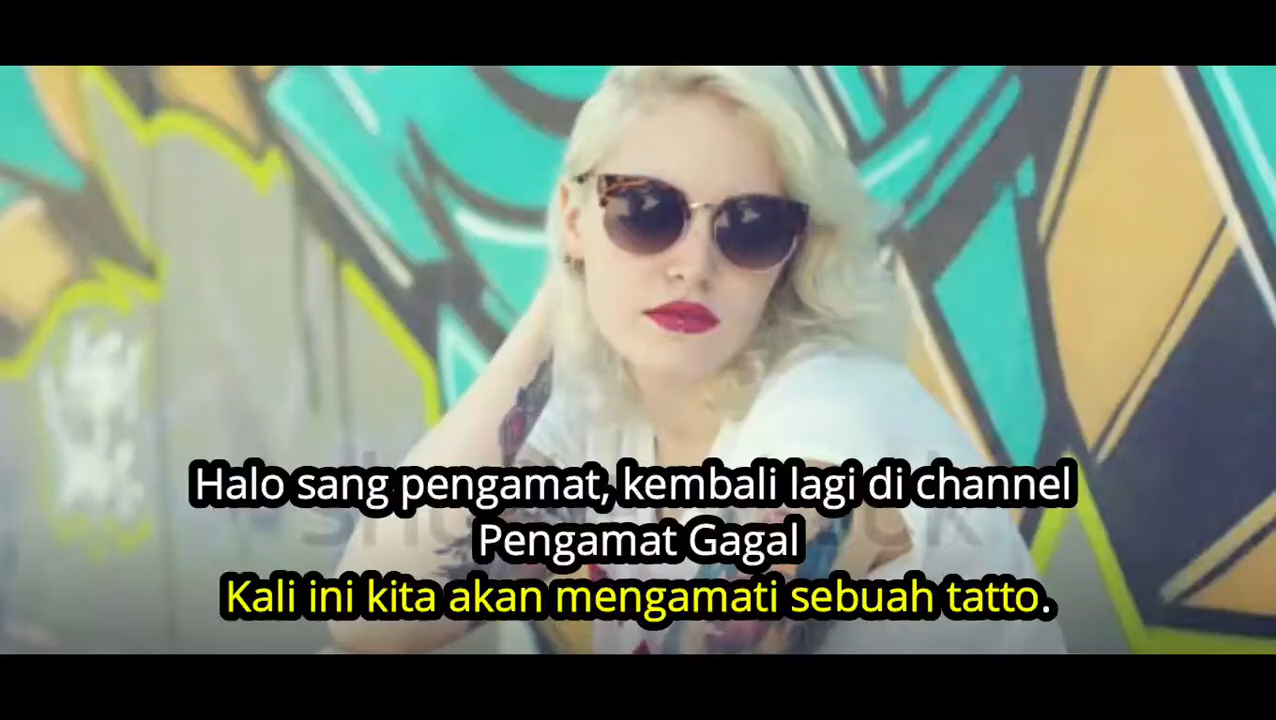 Halo sang pengamat, kembali lagi di channel
Pengamat Gagal
Kali ini kita akan mengamati sebuah tatto.